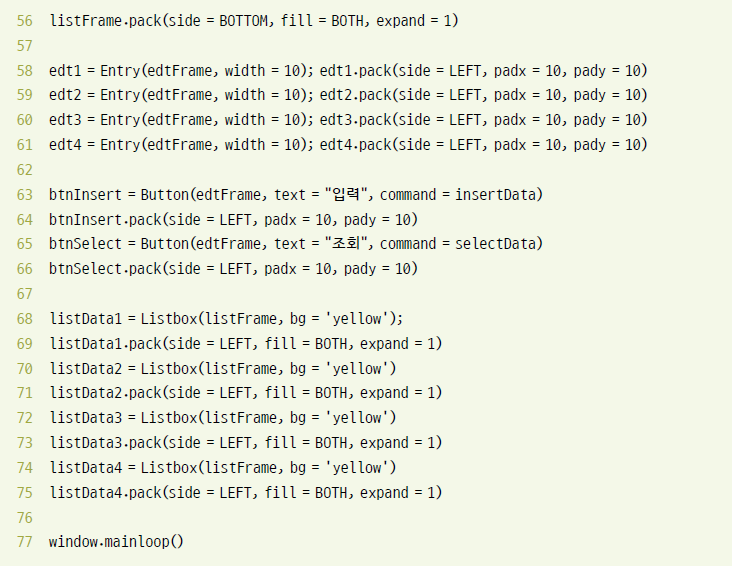 56 listFrame.pack(side = BOTTOM, fill = BOTH, expand = 1)
57
58 edt1 = Entry(edtFrame, width = 10); edt1.pack(side = LEFT, padx = 10, pady = 10)
59 edt2 = Entry(edtFrame, width = 10); edt2.pack(side = LEFT, padx = 10, pady = 10)
60 edt3 = Entry(edtFrame, width = 10); edt3.pack(side = LEFT, padx = 10, pady = 10)
61 edt4 = Entry(edtFrame, width = 10); edt4.pack(side = LEFT, padx = 10, pady = 10)
62
63 btnInsert = Button(edtFrame, text = "입력", command = insertData)
64 btnInsert.pack(side = LEFT, padx = 10, pady = 10)
65 btnSelect = Button(edtFrame, text = "조회", command = selectData)
66 btnSelect.pack(side = LEFT, padx = 10, pady = 10)
67
68 listData1 = Listbox(listFrame, bg = 'yellow');
69 listData1.pack(side = LEFT, fill = BOTH, expand = 1)
70 listData2 = Listbox(listFrame, bg = 'yellow')
71 listData2.pack(side = LEFT, fill = BOTH, expand = 1)
72 listData3 = Listbox(listFrame, bg = 'yellow')
73 listData3.pack(side = LEFT, fill = BOTH, expand = 1)
74 listData4 = Listbox(listFrame, bg = 'yellow')
75 listData4.pack(side = LEFT, fill = BOTH, expand = 1)
76
77 window.mainloop()